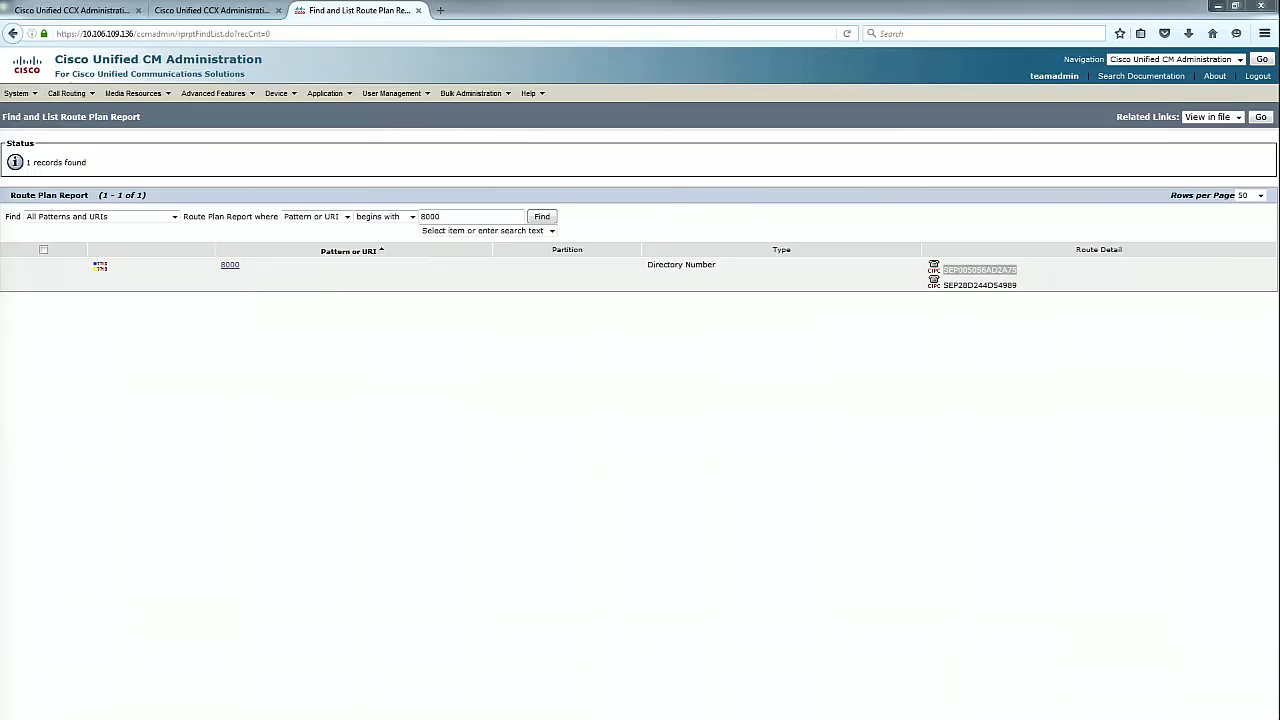 Cisco Unified CCX Administrati...
Cisco Unified CCX Administrati...
Find and List Route Plan Re...
https://10.106.109.136/ccmadmin/rprptFindList.do?recCnt=0
Search
cisco
Cisco Unified CM Administration
For Cisco Unified Communications Solutions
Navigation Cisco Unified CM Administration Go
teamadmin Search Documentation About Logout
System Call Routing Media Resources Advanced Features Device Application User Management Bulk Administration Help
Find and List Route Plan Report
Related Links: View in file Go
Status
1 records found
Route Plan Report (1 - 1 of 1)
Rows per Page 50
Find All Patterns and URIs Route Plan Report where Pattern or URI begins with 8000 Find
Select item or enter search text
Pattern or URI Partition Type Route Detail
8000 Directory Number
CIPC SEP005056AD2A75
CIPC SEP28D244D54989